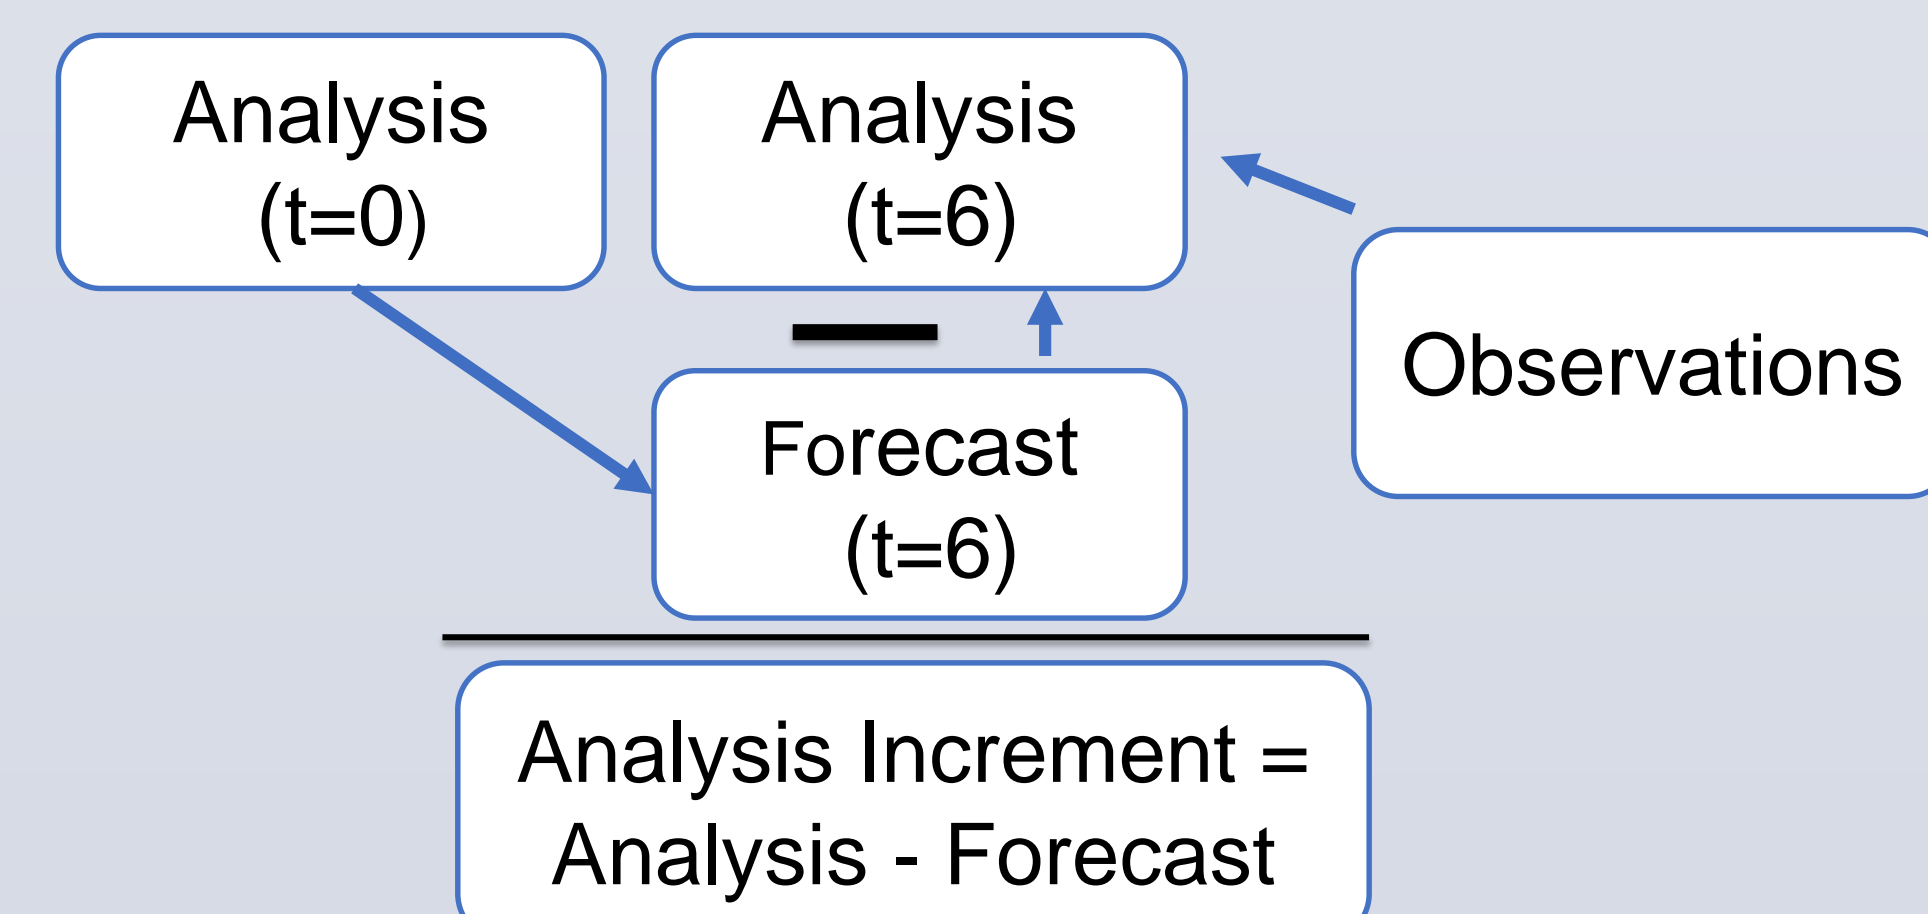 Analysis
(t=0)
Analysis
(t=6)
Observations
Forecast
(t=6)
Analysis Increment =
Analysis - Forecast